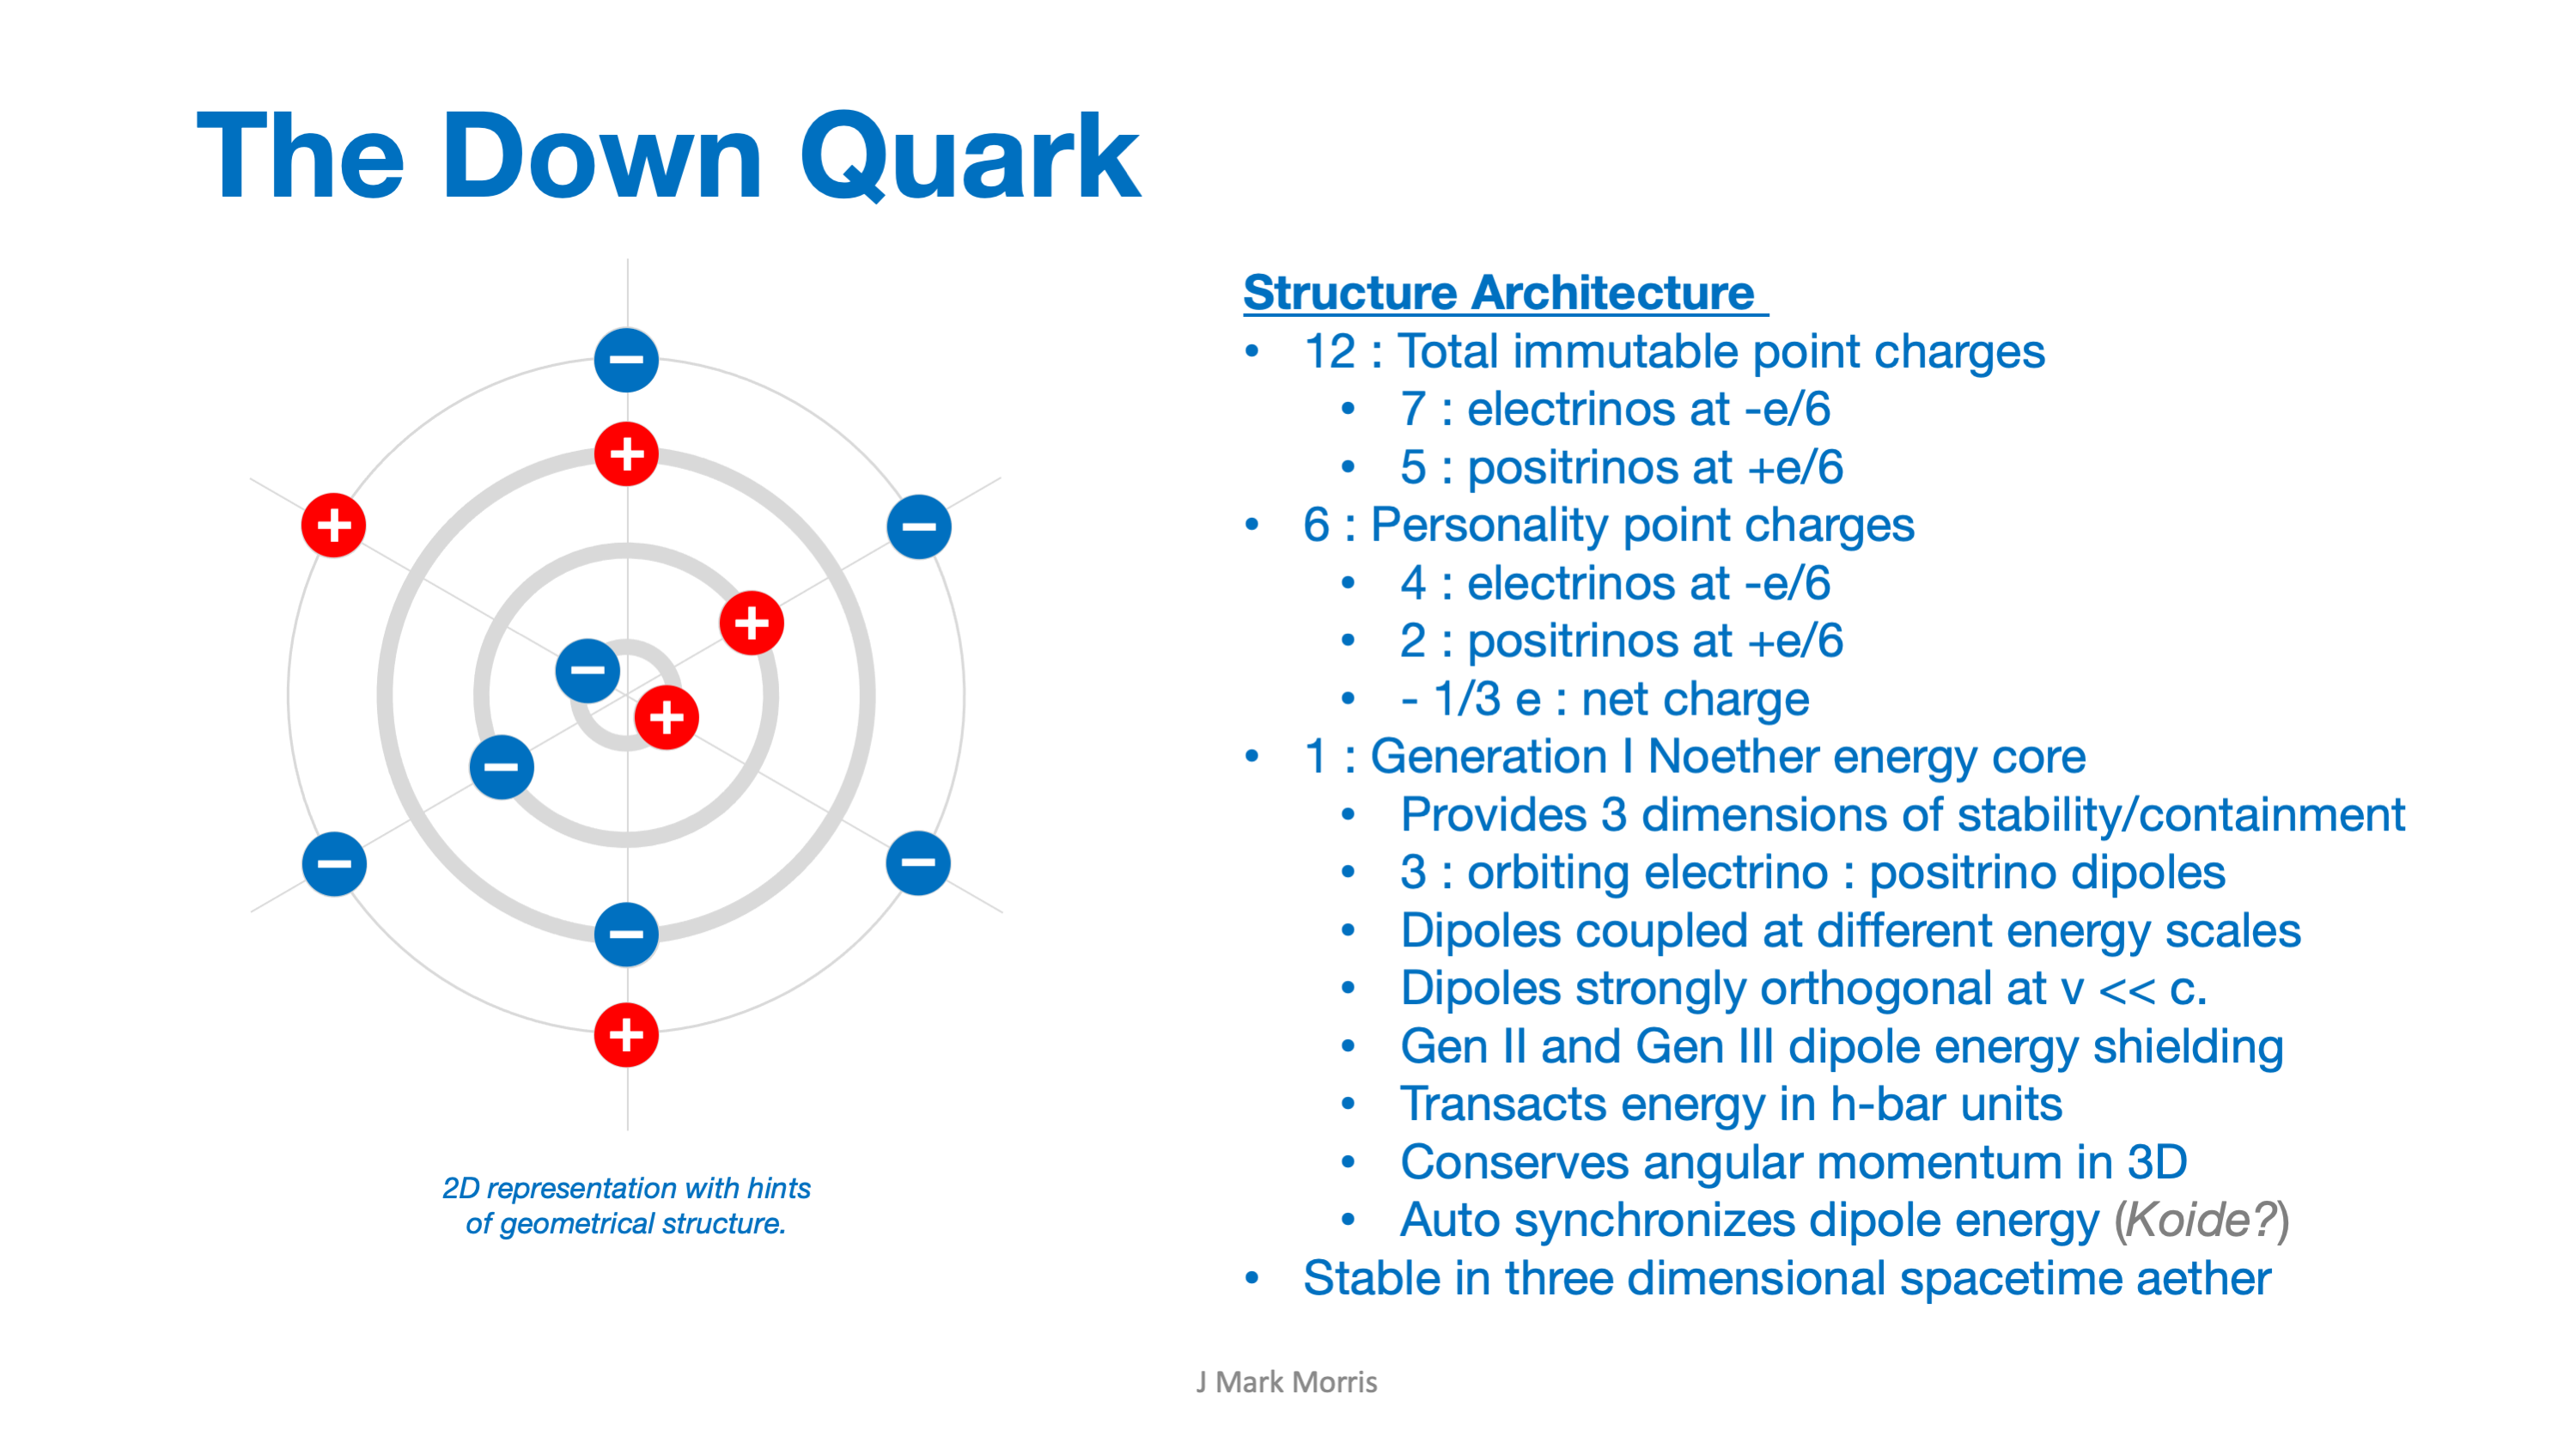 The Down Quark
Structure Architecture
• 12 : Total immutable point charges
• 7 : electrinos at -e/6
• 5 : positrinos at +e/6
• 6 : Personality point charges
• 4 : electrinos at -e/6
• 2 : positrinos at +e/6
• - 1/3 e : net charge
• 1 : Generation I Noether energy core
• Provides 3 dimensions of stability/containment
• 3 : orbiting electrino : positrino dipoles
• Dipoles coupled at different energy scales
• Dipoles strongly orthogonal at v << c.
• Gen II and Gen III dipole energy shielding
• Transacts energy in h-bar units
• Conserves angular momentum in 3D
• Auto synchronizes dipole energy (Koide?)
• Stable in three dimensional spacetime aether
−
+
+
−
+
−
+
−
−
−
−
+
2D representation with hints
of geometrical structure.
J Mark Morris